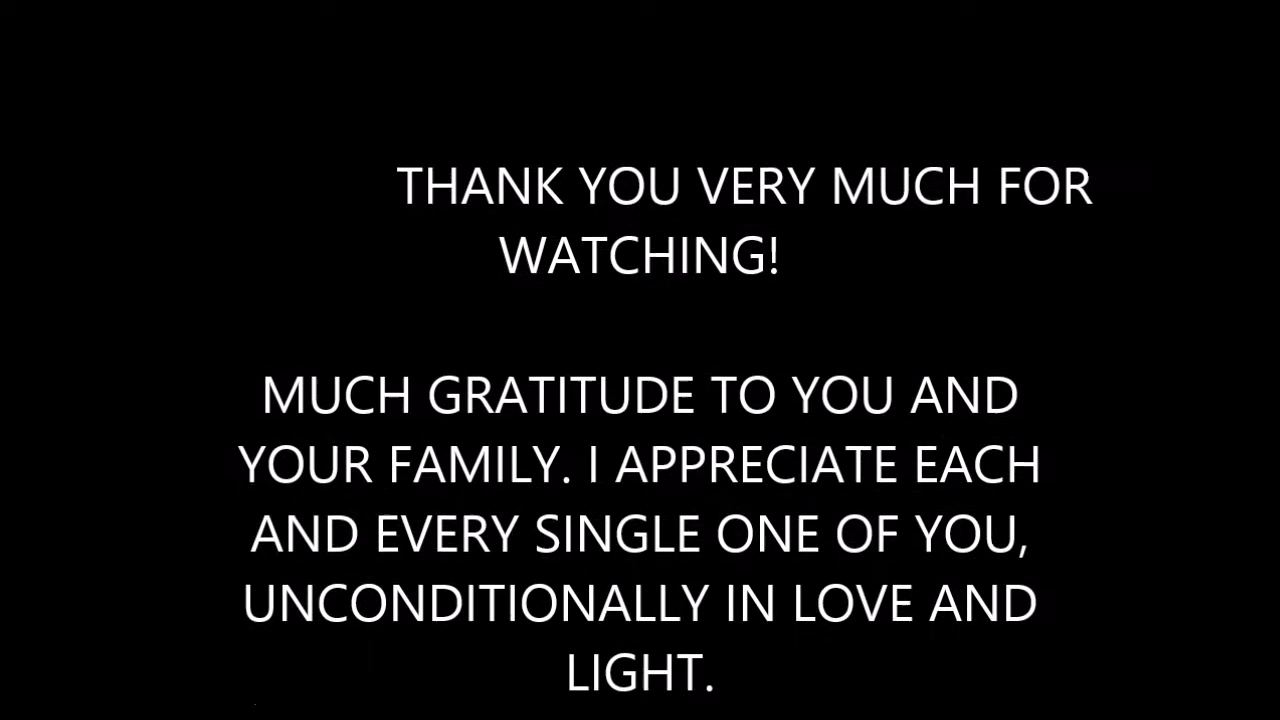 THANK YOU VERY MUCH FOR
WATCHING!
MUCH GRATITUDE TO YOU AND
YOUR FAMILY. I APPRECIATE EACH
AND EVERY SINGLE ONE OF YOU,
UNCONDITIONALLY IN LOVE AND
LIGHT.